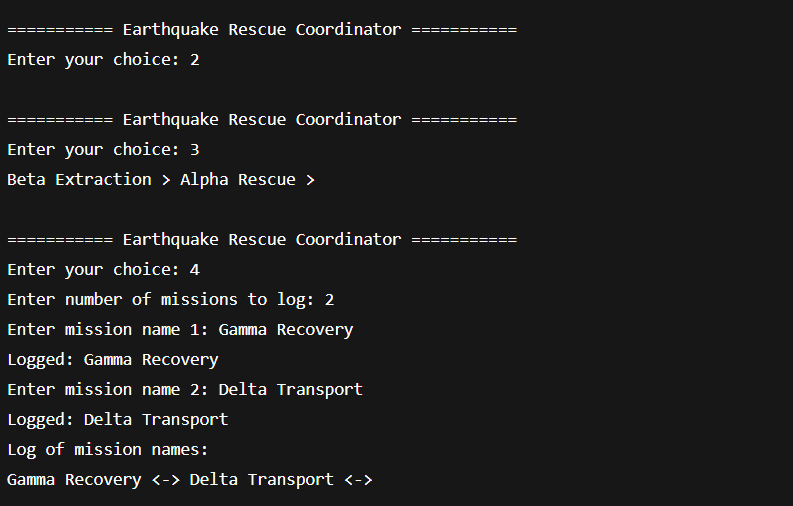 =========== Earthquake Rescue Coordinator ===========
Enter your choice: 2
=========== Earthquake Rescue Coordinator ===========
Enter your choice: 3
Beta Extraction > Alpha Rescue >
=========== Earthquake Rescue Coordinator ===========
Enter your choice: 4
Enter number of missions to log: 2
Enter mission name 1: Gamma Recovery
Logged: Gamma Recovery
Enter mission name 2: Delta Transport
Logged: Delta Transport
Log of mission names:
Gamma Recovery <-> Delta Transport <->